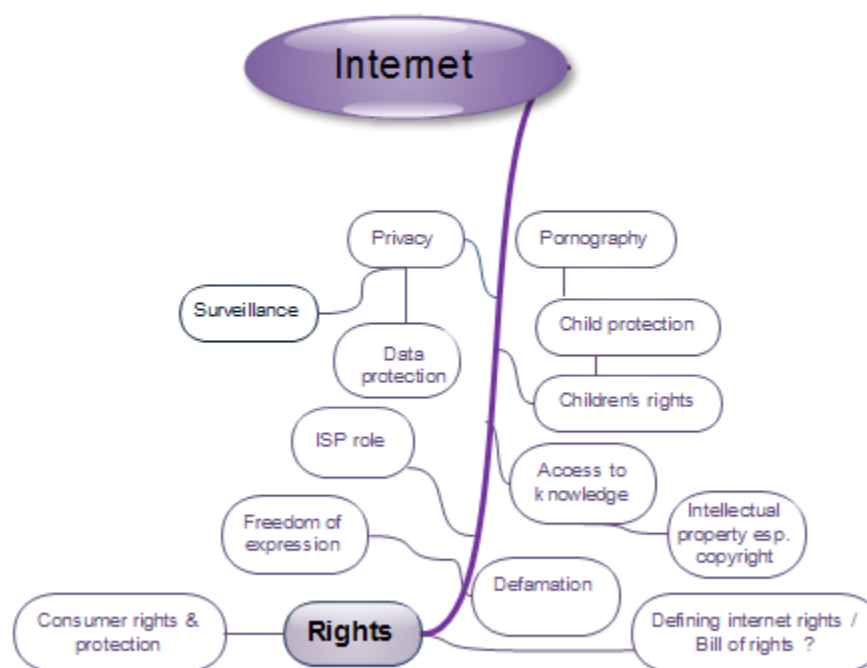 Internet
Privacy
Pornography
Surveillance
Child protection
Data
protection
Children's rights
ISP role
Access to
knowledge
Intellectual
property esp.
copyright
Freedom of
expression
Defamation
Consumer rights &
protection
Rights
Defining internet rights /
Bill of rights ?